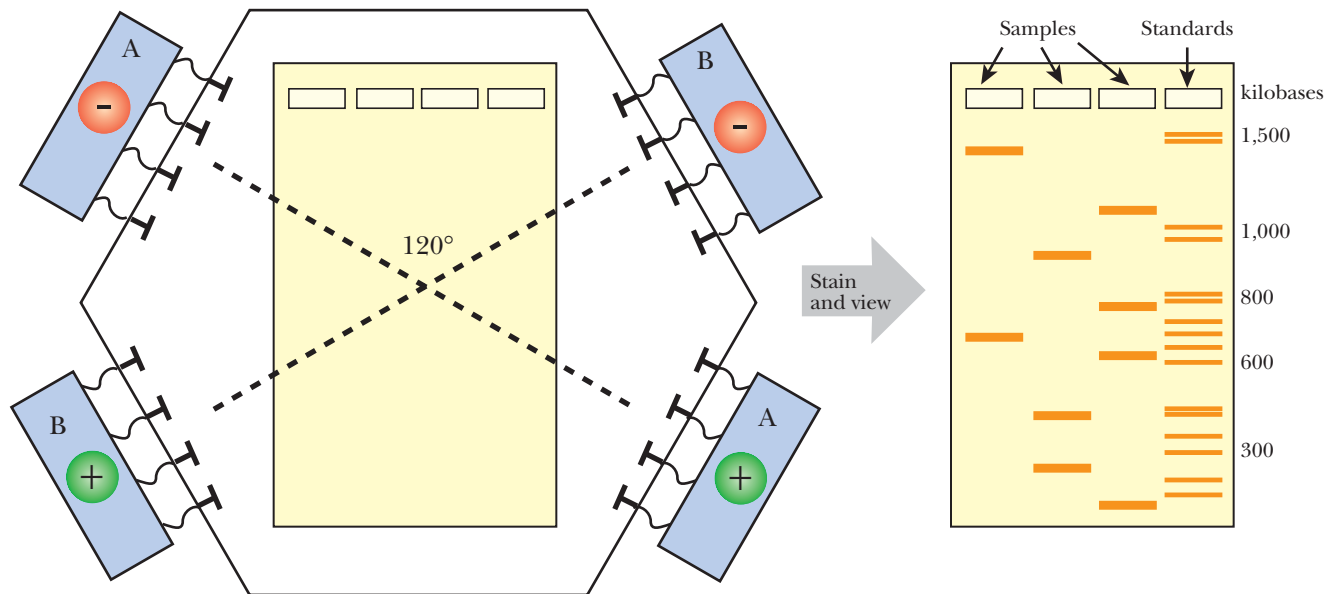 A
-
B
-
120°
B
+
A
+
Stain
and view
Samples
Standards
kilobases
1,500
1,000
800
600
300